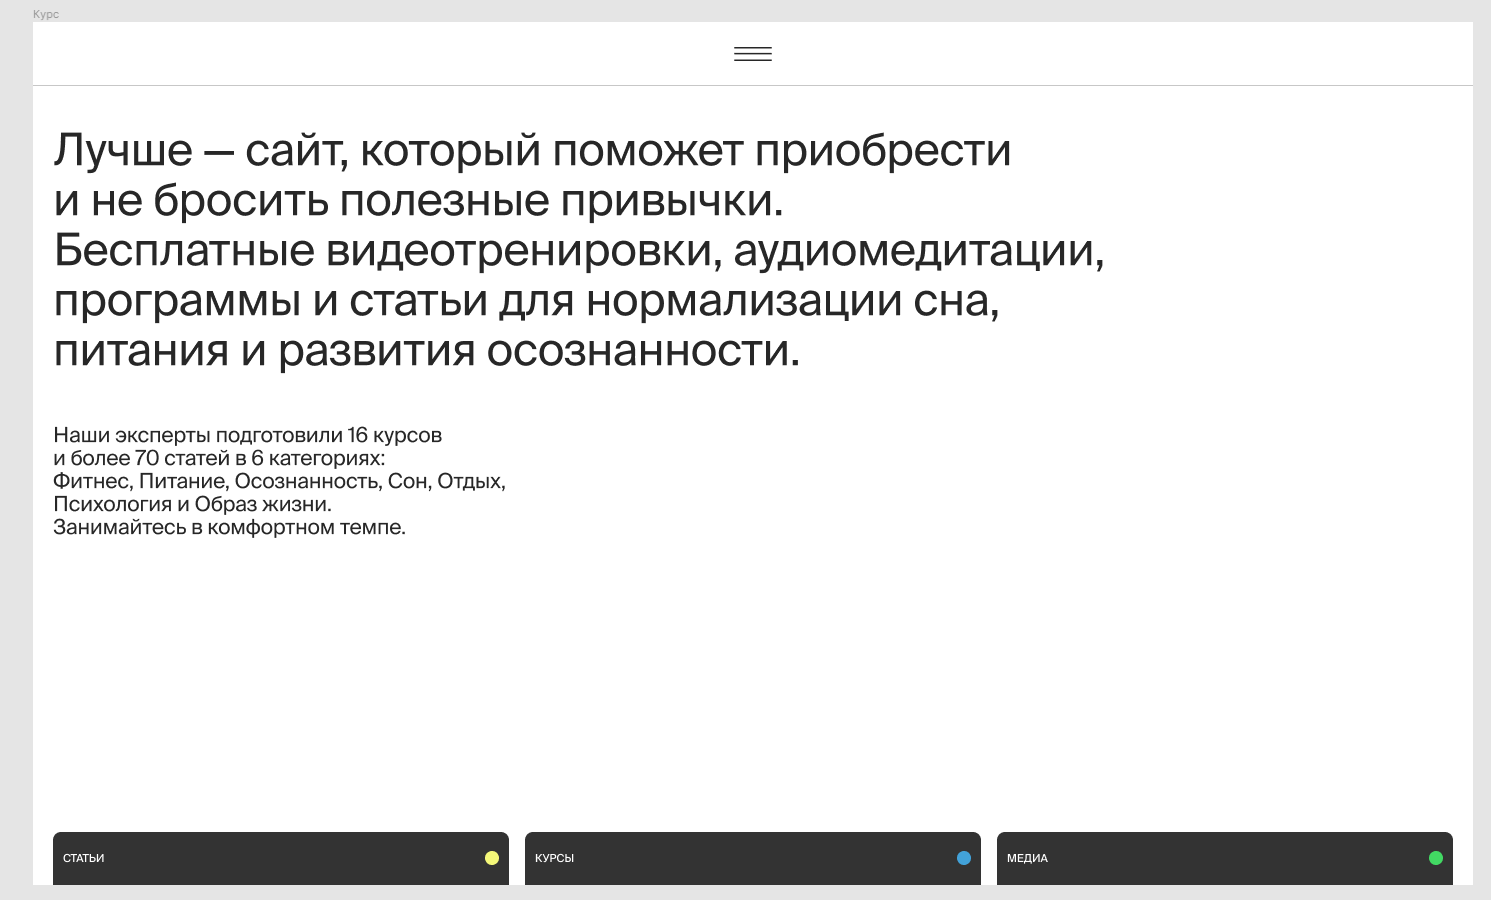 Курс
Лучше — сайт, который поможет приобрести
и не бросить полезные привычки.
Бесплатные видеотренировки, аудиомедитации,
программы и статьи для нормализации сна,
питания и развития осознанности.
Наши эксперты подготовили 16 курсов
и более 70 статей в 6 категориях:
Фитнес, Питание, Осознанность, Сон, Отдых,
Психология и Образ жизни.
Занимайтесь в комфортном темпе.
СТАТЬИ
КУРСЫ
МЕДИА